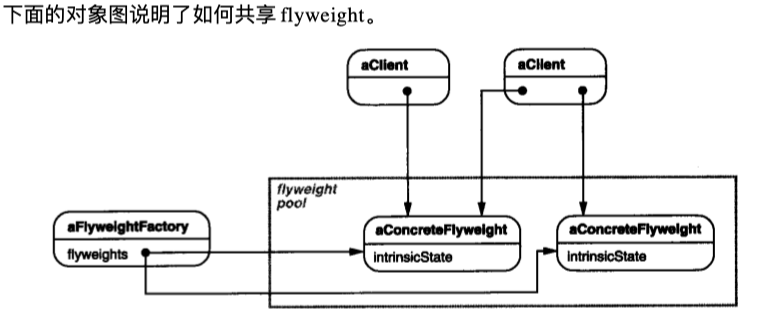 下面的对象图说明了如何共享 flyweight。
aClient
aClient
flyweight
pool
aFlyweightFactory
flyweights
aConcreteFlyweight
intrinsicState
aConcreteFlyweight
intrinsicState